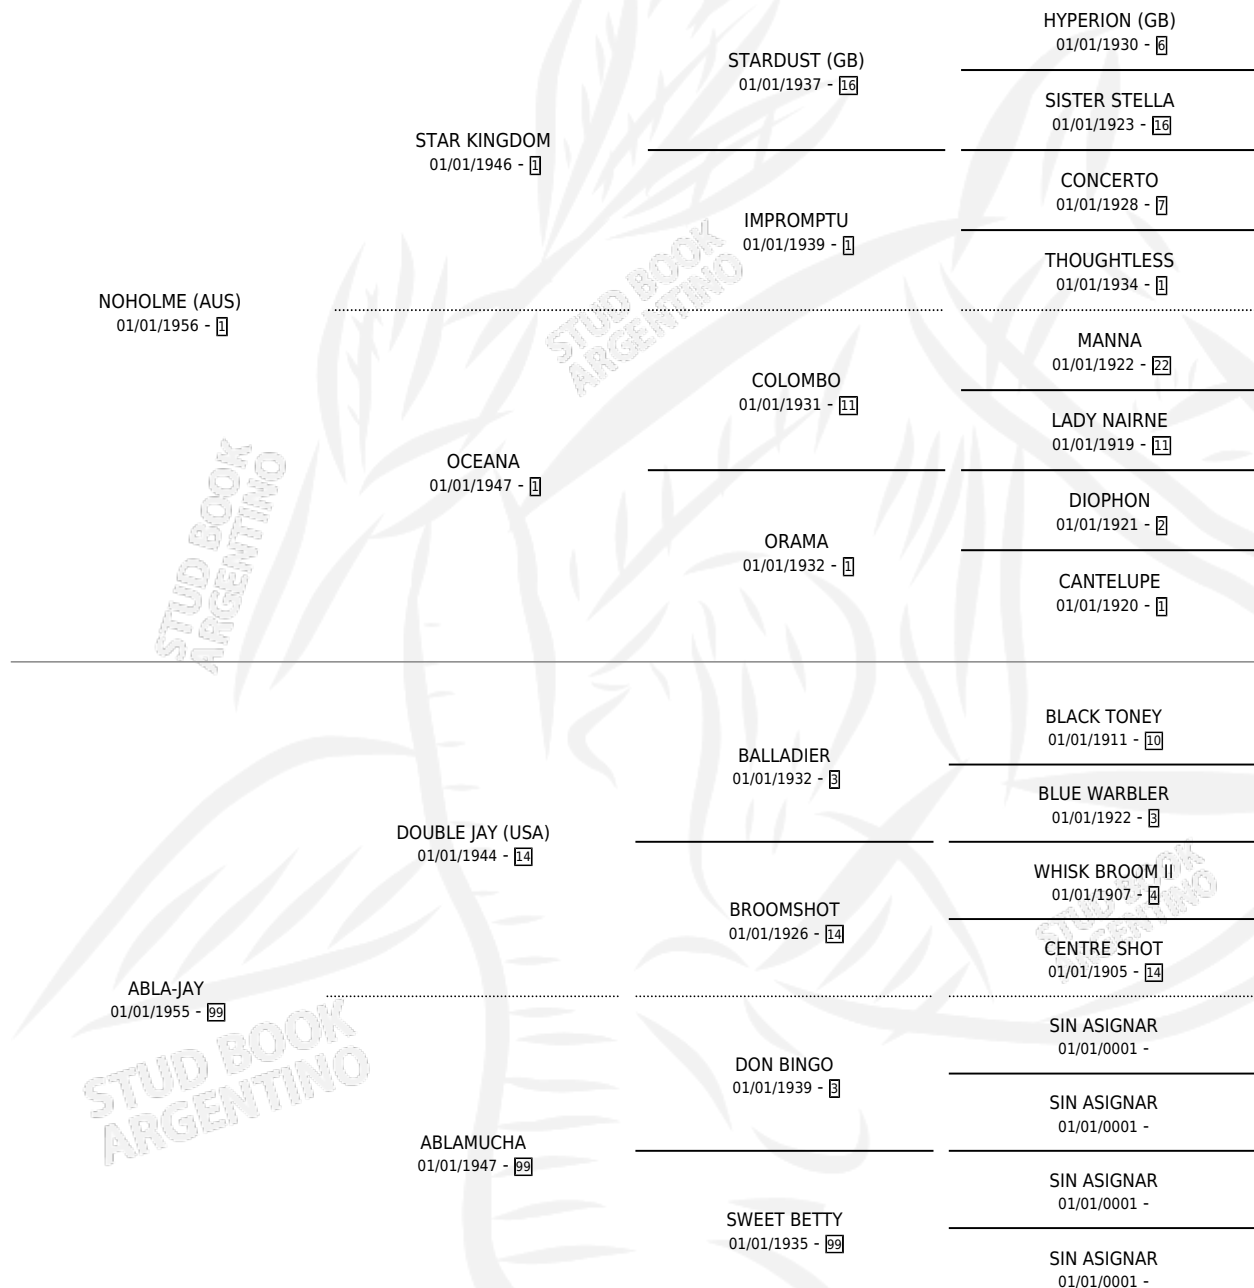 HYPERION (GB)
01/01/1930 - 6
STARDUST (GB)
01/01/1937 - 16
SISTER STELLA
01/01/1923 - 16
STAR KINGDOM
01/01/1946 - 1
CONCERTO
01/01/1928 - 7
IMPROMPTU
01/01/1939 - 1
THOUGHTLESS
01/01/1934 - 1
NOHOLME (AUS)
01/01/1956 - 1
MANNA
01/01/1922 - 22
COLOMBO
01/01/1931 - 11
LADY NAIRNE
01/01/1919 - 11
OCEANA
01/01/1947 - 1
DIOPHON
01/01/1921 - 2
ORAMA
01/01/1932 - 1
CANTELUPE
01/01/1920 - 1
STUD BOOK
ARGENTINO
STUD BOOK
ARGENTINO
BLACK TONEY
01/01/1911 - 10
BALLADIER
01/01/1932 - 3
BLUE WARBLER
01/01/1922 - 3
DOUBLE JAY (USA)
01/01/1944 - 14
WHISK BROOM II
01/01/1907 - 4
BROOMSHOT
01/01/1926 - 14
CENTRE SHOT
01/01/1905 - 14
STUD BOOK
ARGENTINO
ABLA-JAY
01/01/1955 - 99
SIN ASIGNAR
01/01/0001 -
DON BINGO
01/01/1939 - 3
SIN ASIGNAR
01/01/0001 -
ABLAMUCHA
01/01/1947 - 99
SIN ASIGNAR
01/01/0001 -
SWEET BETTY
01/01/1935 - 99
SIN ASIGNAR
01/01/0001 -
STUD BOOK
ARGENTINO